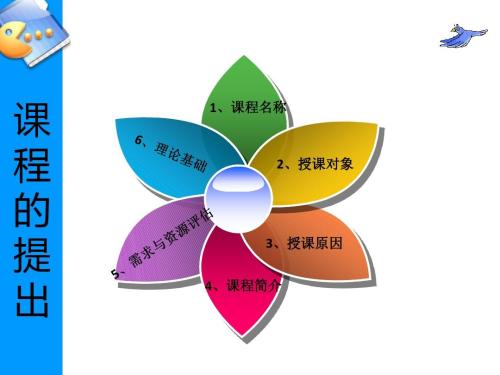 课程的提出
1、课程名称
2、授课对象
3、授课原因
4、课程简介
5、需求与资源评估
6、理论基础